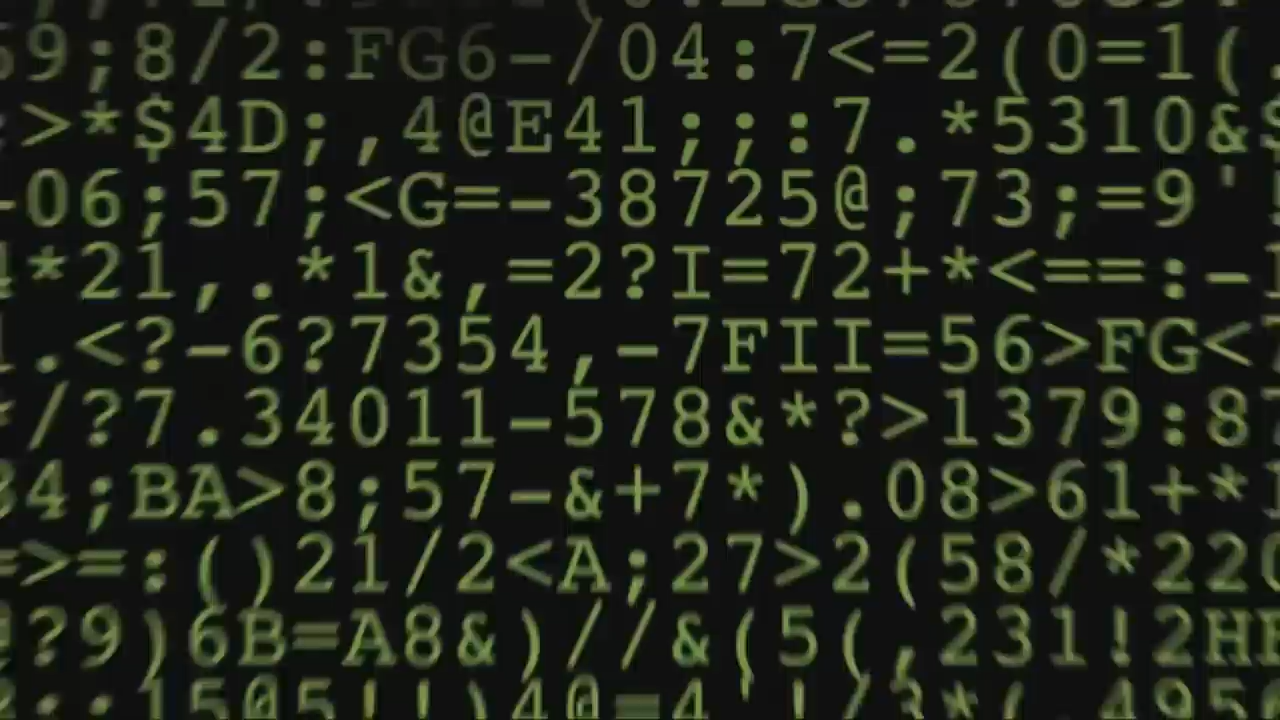 9;8/2:FG6-/04:7<=2(0=1(
>*$4D;,4@E41;;:7.*5310&$
-06;57;<G=-38725@;73;=9'
*21,.*1&,=2?I=72+*<==:-
.<?-6?7354,-7FII=56>FG<
/?7.34011-578&*?>1379:8
4;BA>8;57-&+7*).08>61+*
=>=:()21/2<A;27>2(58/*220
?9)6B=A8&)//&(5(,231!2H